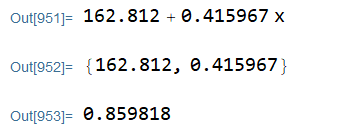 Out[951]= 162.812 + 0.415967 x
Out[952]= {162.812, 0.415967}
Out[953]= 0.859818